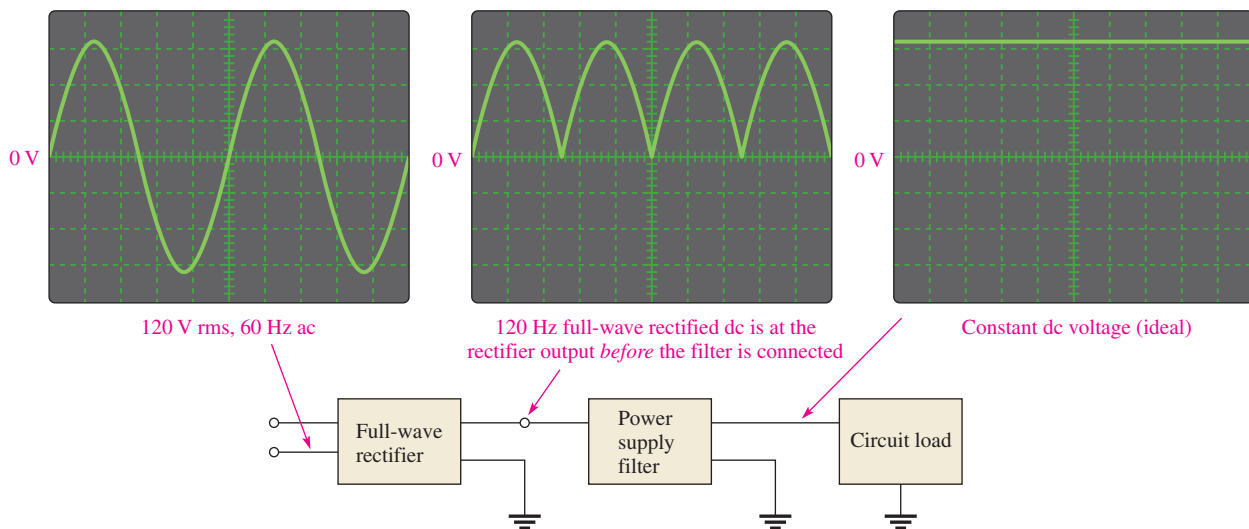 0 V
0 V
0 V
120 V rms, 60 Hz ac
120 Hz full-wave rectified dc is at the
rectifier output before the filter is connected
Constant dc voltage (ideal)
Full-wave
rectifier
Power
supply
filter
Circuit load